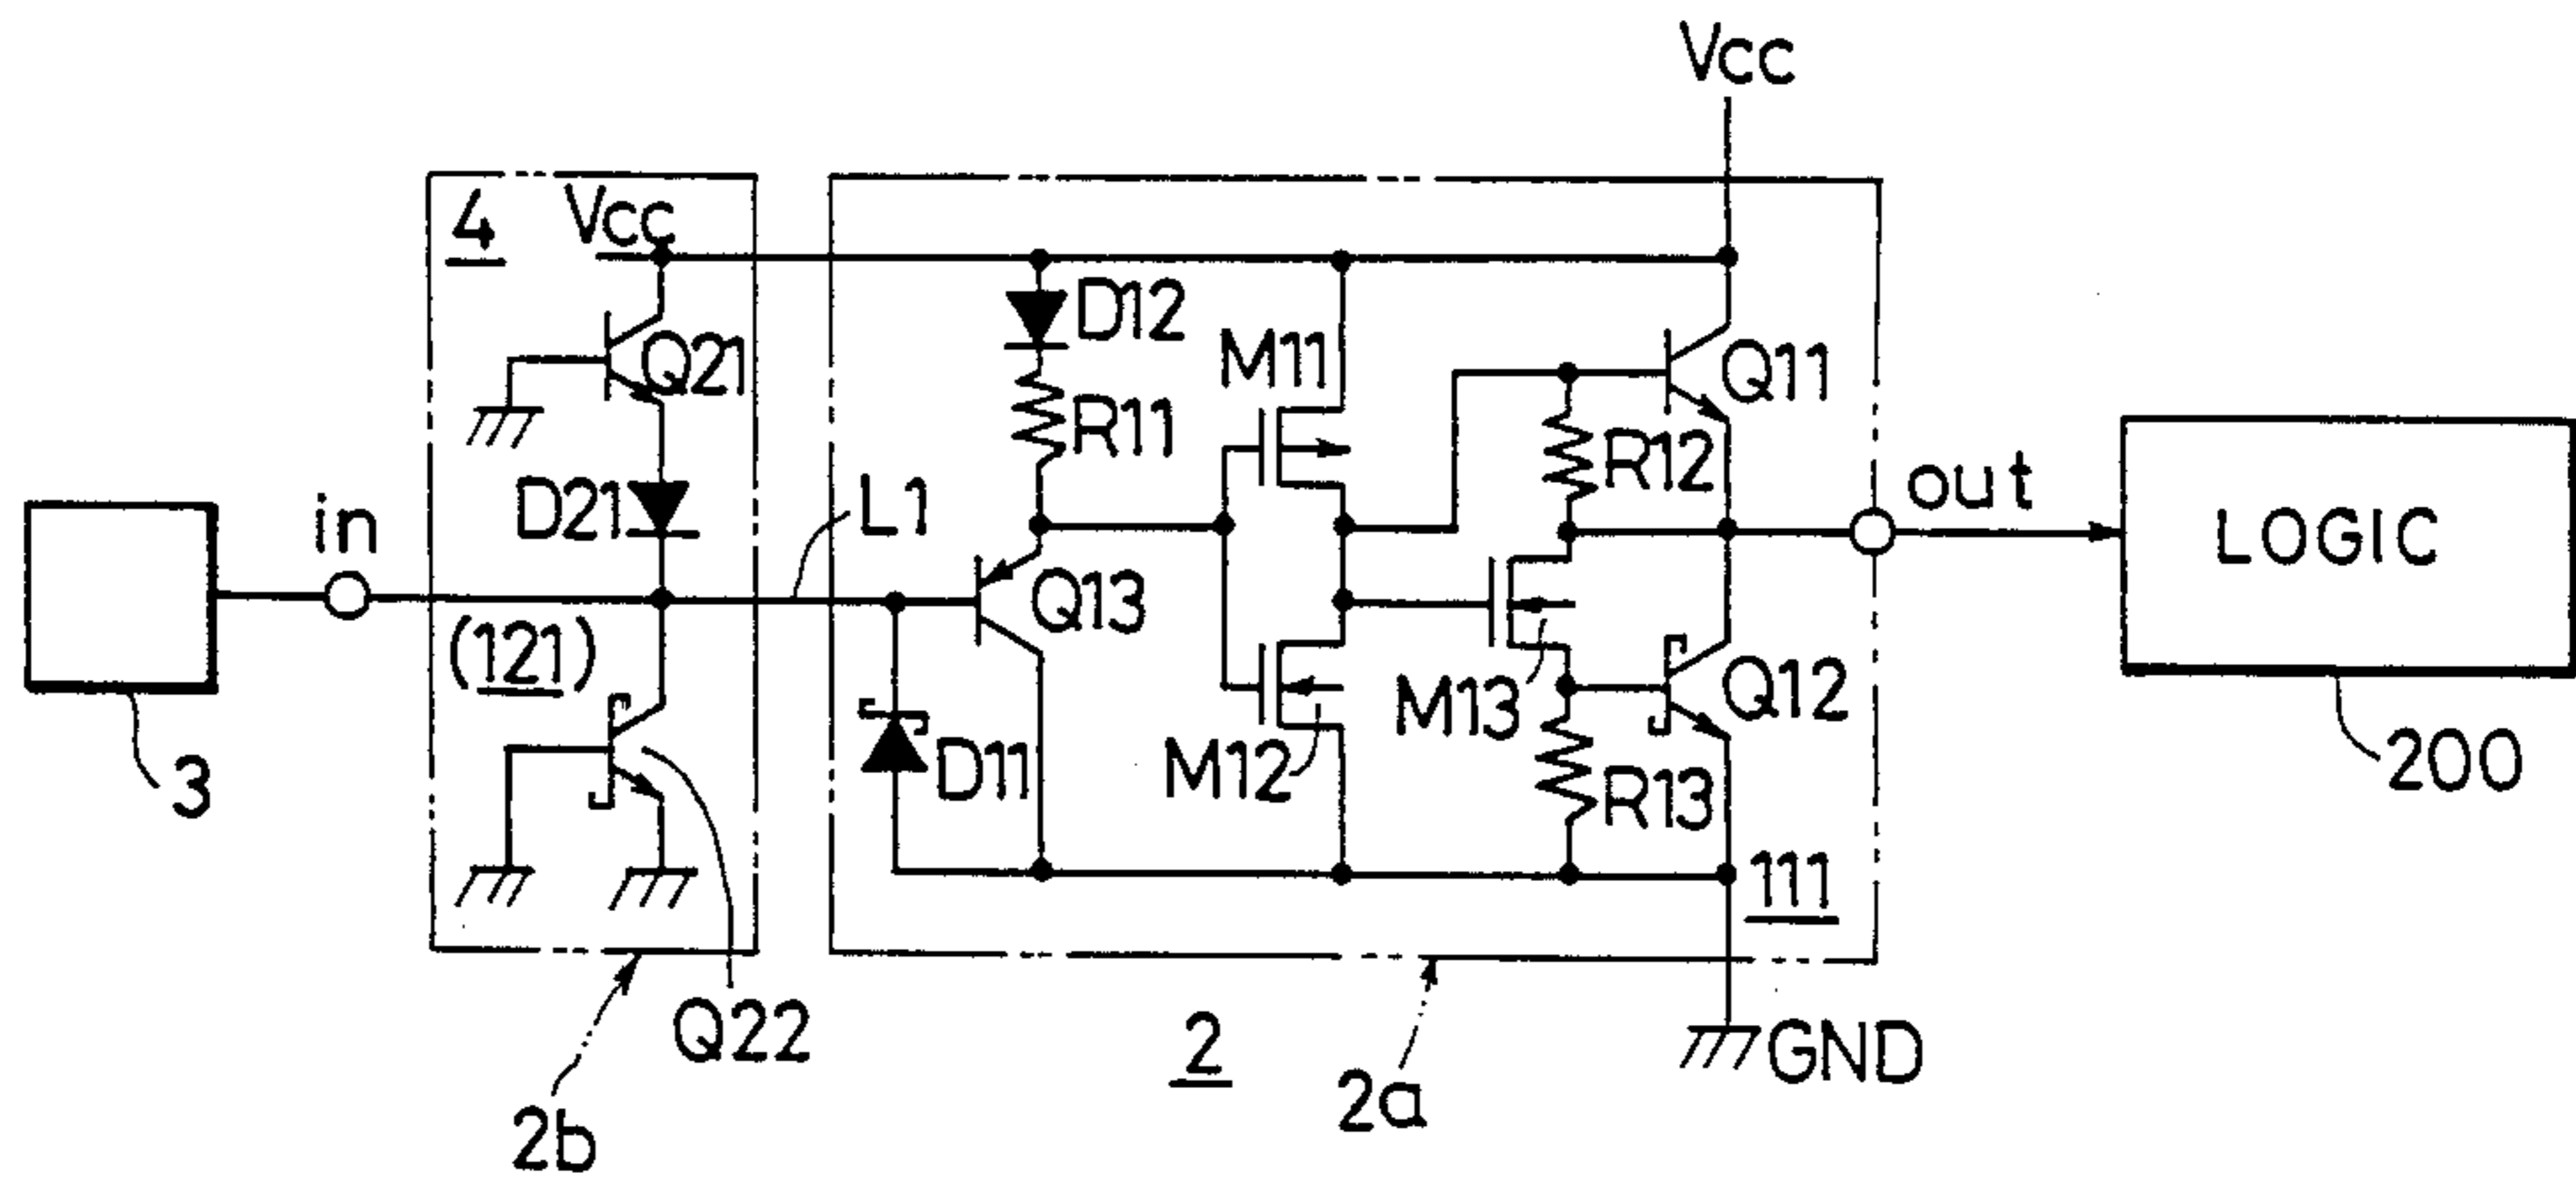 Vcc
4
Vcc
D12
Q21
M11
Q11
R11
R12
in
D21
L1
out
LOGIC
(121)
Q13
M13
Q12
3
D11
M12
R13
200
111
Q22
2
GND
2b
2a